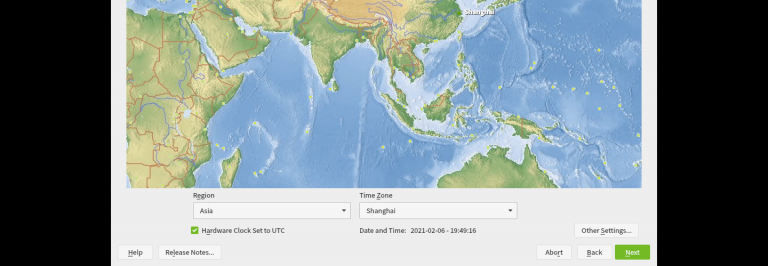 Shanghai
Region
Time Zone
Asia
Shanghai
Hardware Clock Set to UTC
Date and Time: 2021-02-06 - 19:49:16
Other Settings...
Help
Release Notes...
Abort
Back
Next